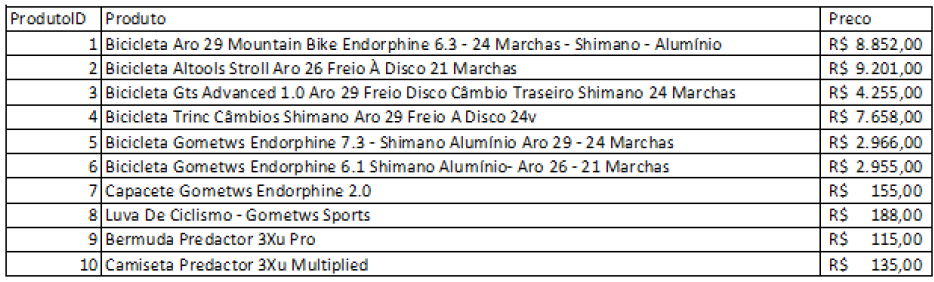 ProdutoID Produto Preco
1 Bicicleta Aro 29 Mountain Bike Endorphine 6.3 - 24 Marchas - Shimano - Alumínio R$ 8.852,00
2 Bicicleta Altools Stroll Aro 26 Freio À Disco 21 Marchas R$ 9.201,00
3 Bicicleta Gts Advanced 1.0 Aro 29 Freio Disco Câmbio Traseiro Shimano 24 Marchas R$ 4.255,00
4 Bicicleta Trinc Câmbios Shimano Aro 29 Freio A Disco 24v R$ 7.658,00
5 Bicicleta Gometws Endorphine 7.3 - Shimano Alumínio Aro 29 - 24 Marchas R$ 2.966,00
6 Bicicleta Gometws Endorphine 6.1 Shimano Alumínio- Aro 26 - 21 Marchas R$ 2.955,00
7 Capacete Gometws Endorphine 2.0 R$ 155,00
8 Luva De Ciclismo - Gometws Sports R$ 188,00
9 Bermuda Predactor 3Xu Pro R$ 115,00
10 Camiseta Predactor 3Xu Multiplied R$ 135,00